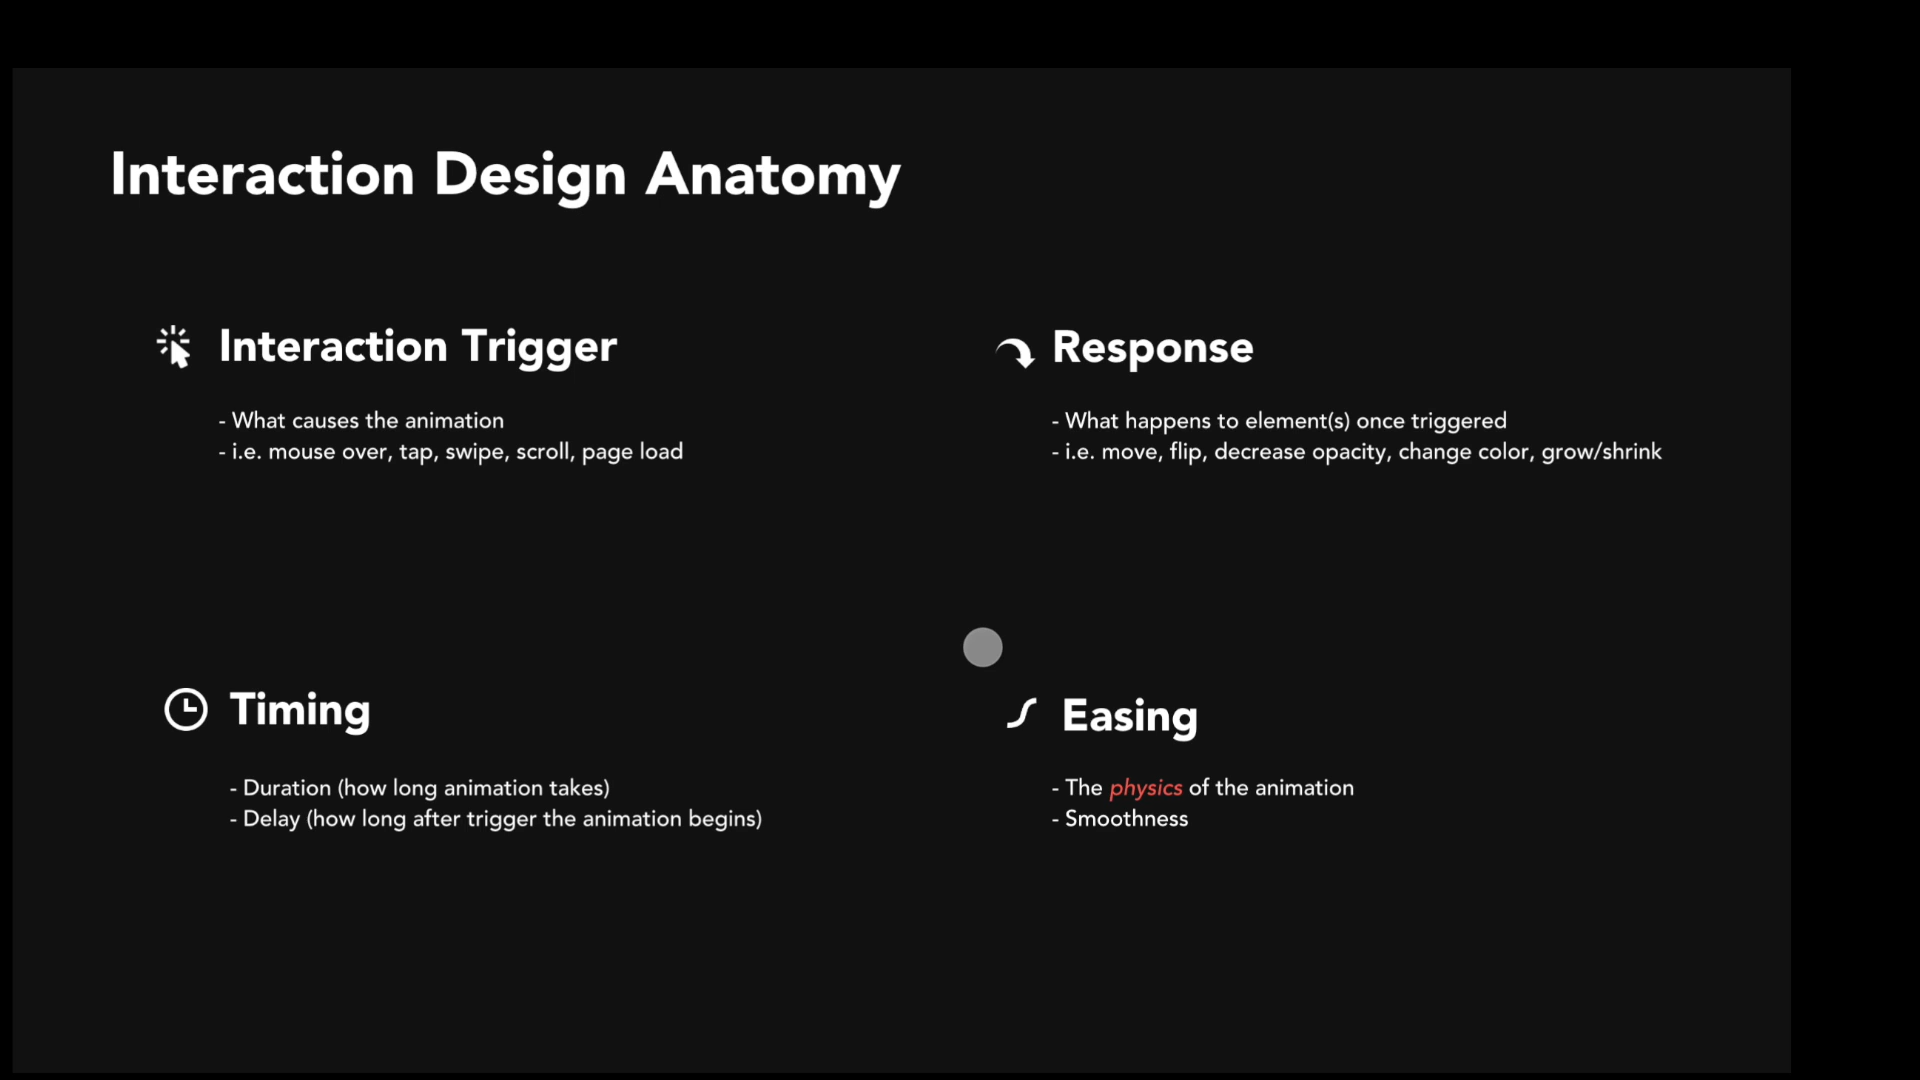 Interaction Design Anatomy
Interaction Trigger
- What causes the animation
- i.e. mouse over, tap, swipe, scroll, page load
Response
- What happens to element(s) once triggered
- i.e. move, flip, decrease opacity, change color, grow/shrink
Timing
- Duration (how long animation takes)
- Delay (how long after trigger the animation begins)
Easing
- The physics of the animation
- Smoothness